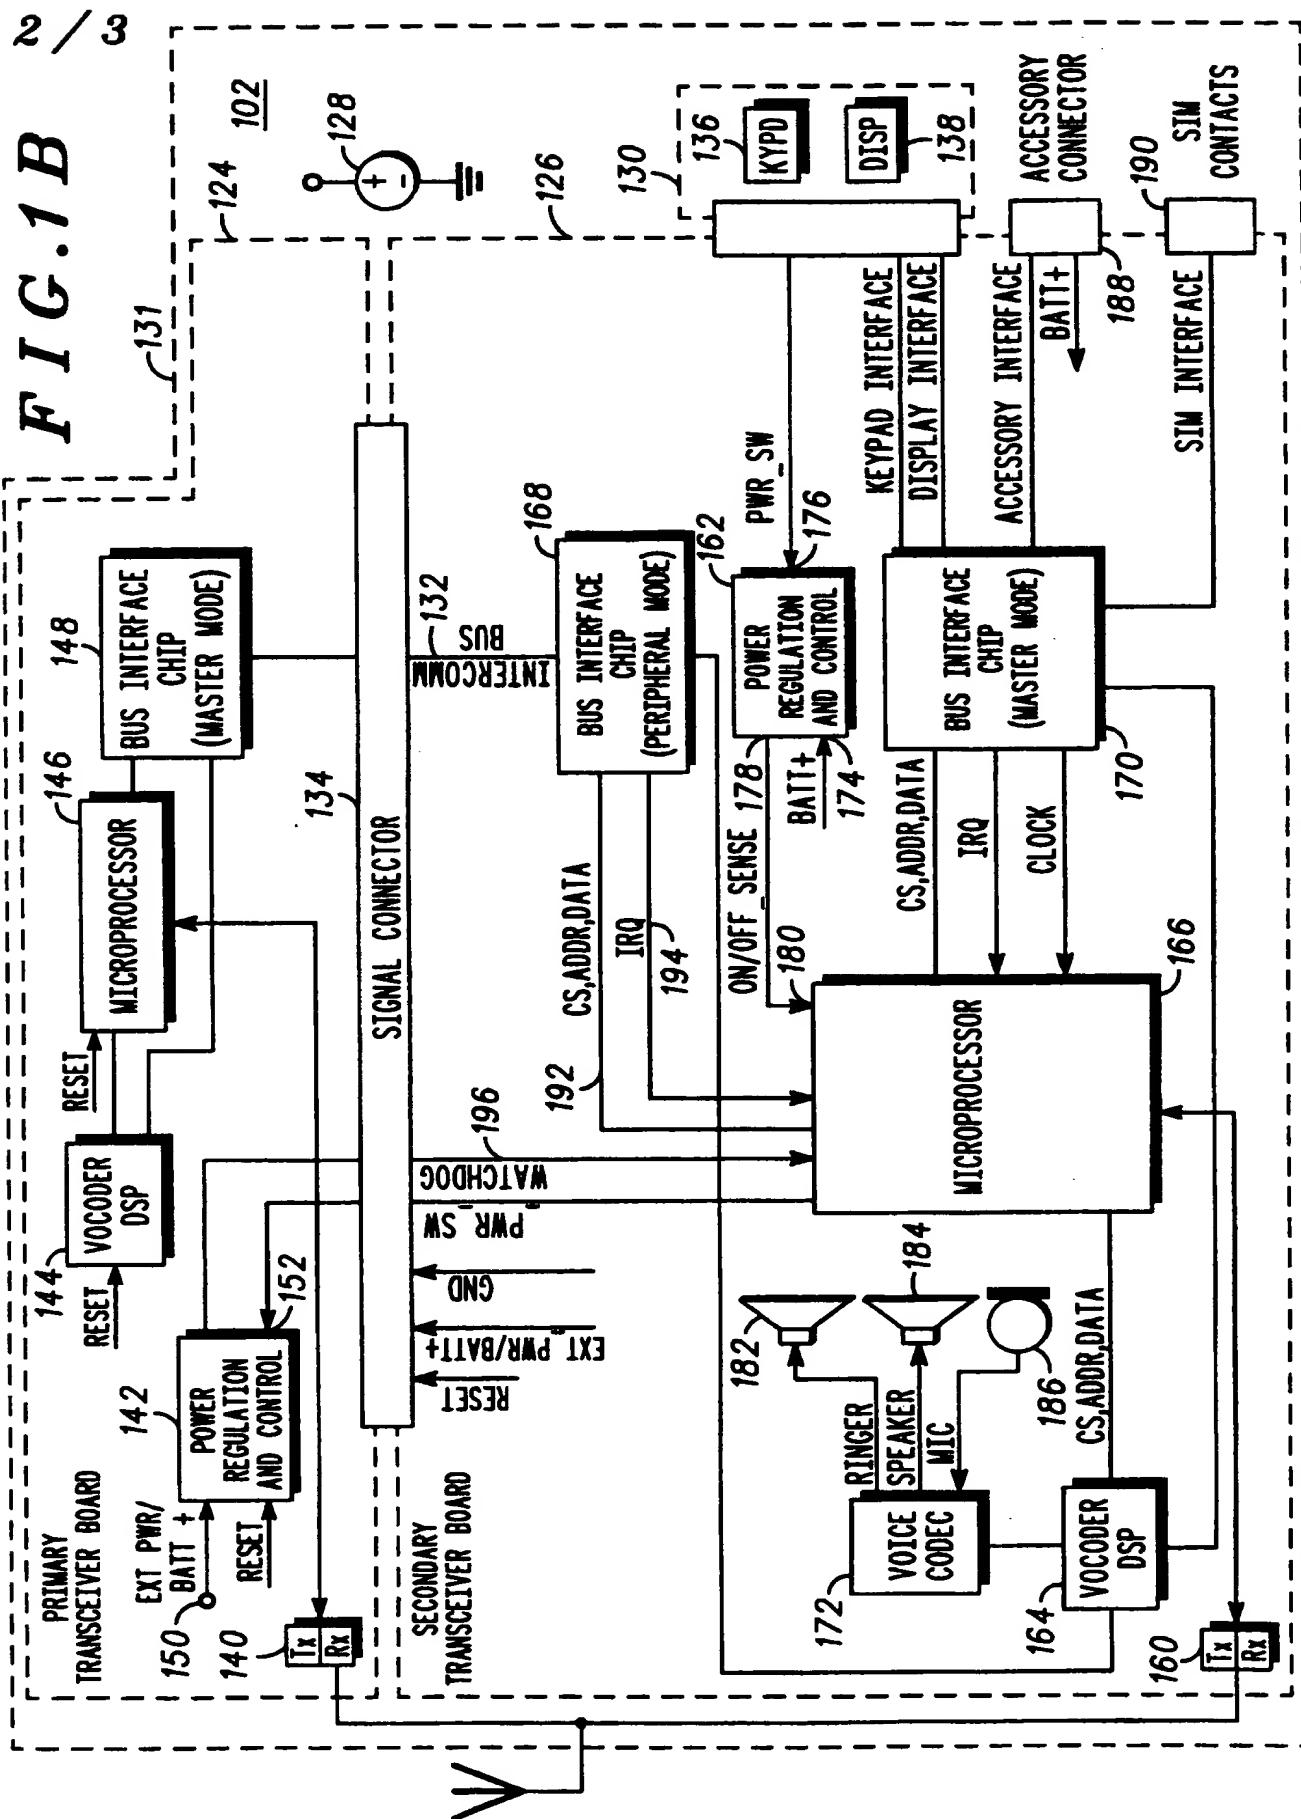 2/3
FIG.1B
131
102
124
128
126
130
136
KYPD
DISP
138
ACCESSORY
CONNECTOR
188
190
SIM
CONTACTS
PRIMARY
TRANSCEIVER BOARD
EXT PWR/
BATT +
150
RESET
142
POWER
REGULATION
AND CONTROL
152
140
Tx
Rx
144
VOCODER
DSP
RESET
146
MICROPROCESSOR
RESET
148
BUS INTERFACE
CHIP
(MASTER MODE)
134
SIGNAL CONNECTOR
SECONDARY
TRANSCEIVER BOARD
RESET
EXT_PWR/BATT+
GND
PWR_SW
WATCHDOG
196
INTERCOMM
BUS
132
168
BUS INTERFACE
CHIP
(PERIPHERAL MODE)
CS,ADDR,DATA
192
IRQ
194
162
POWER
REGULATION
AND CONTROL
176
PWR_SW
178
ON/OFF_SENSE
180
BATT+
174
KEYPAD INTERFACE
DISPLAY INTERFACE
ACCESSORY INTERFACE
BATT+
SIM INTERFACE
BUS INTERFACE
CHIP
(MASTER MODE)
170
CS,ADDR,DATA
IRQ
CLOCK
MICROPROCESSOR
166
182
184
186
RINGER
SPEAKER
MIC
172
VOICE
CODEC
CS,ADDR,DATA
164
VOCODER
DSP
160
Tx
Rx